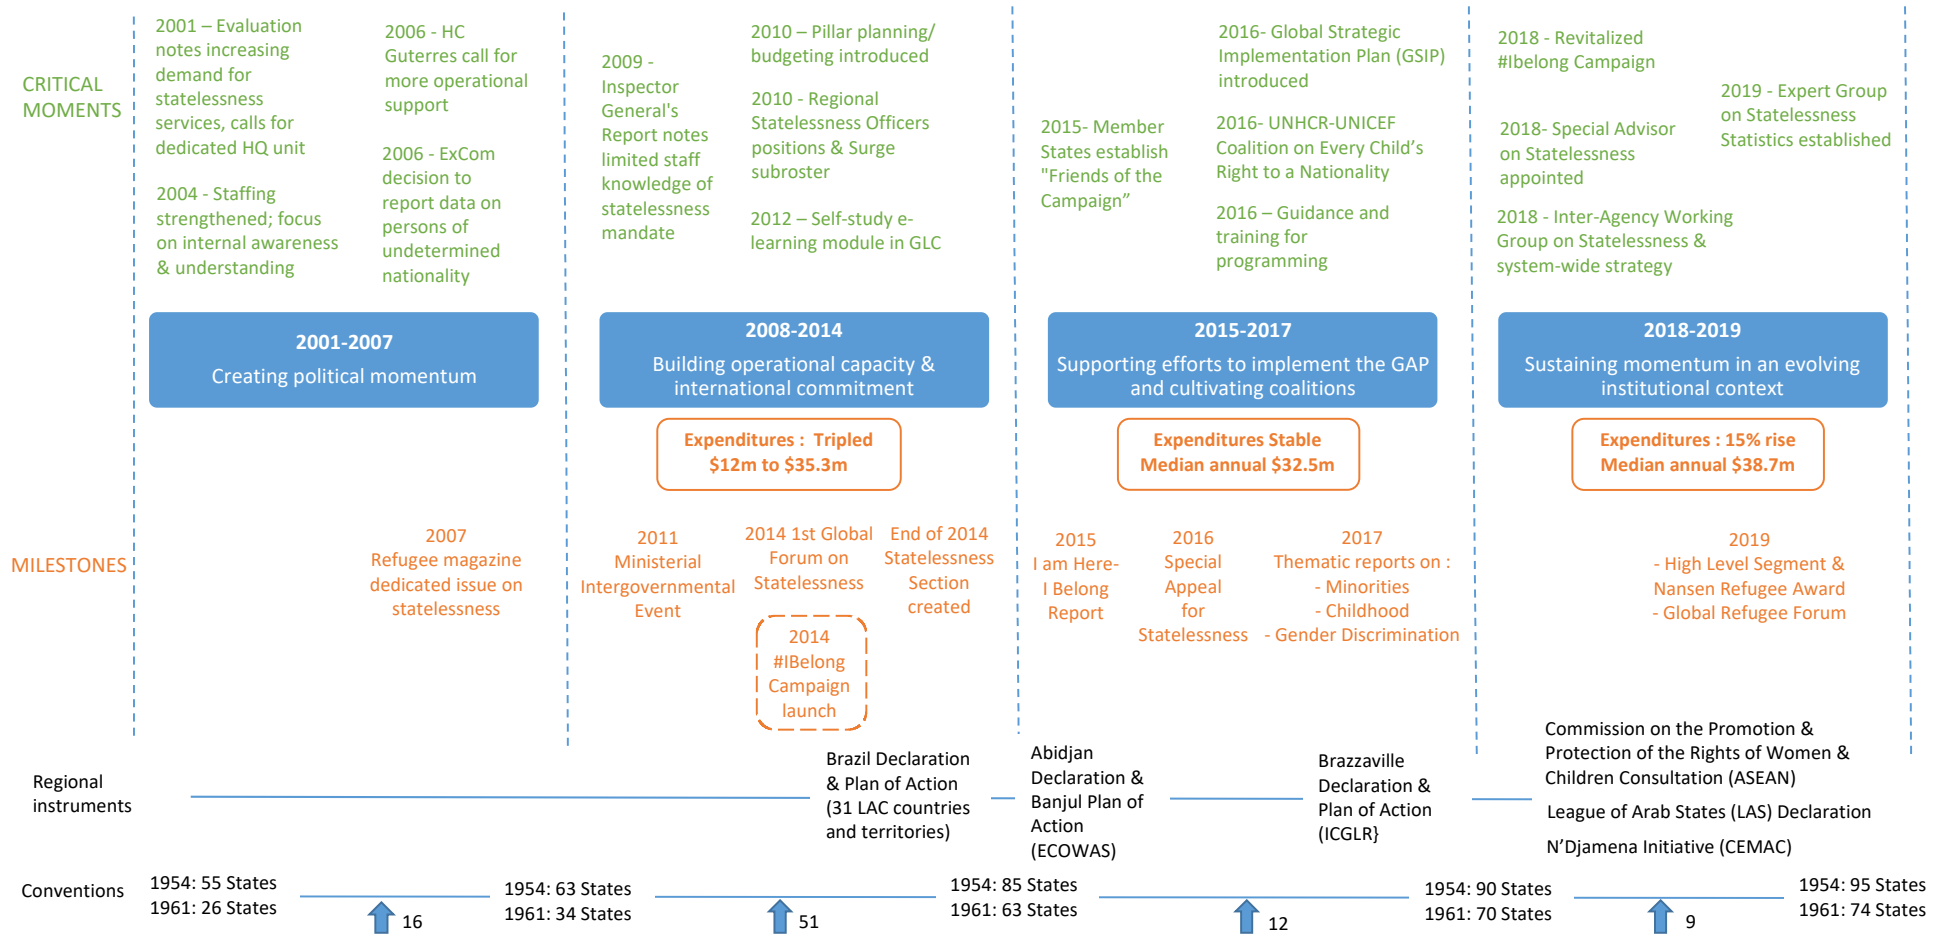 CRITICAL
MOMENTS
2001 – Evaluation
notes increasing
demand for
statelessness
services, calls for
dedicated HQ unit
2004 - Staffing
strengthened; focus
on internal awareness
& understanding
2006 - HC
Guterres call for
more operational
support
2006 - ExCom
decision to
report data on
persons of
undetermined
nationality
2009 -
Inspector
General's
Report notes
limited staff
knowledge of
statelessness
mandate
2010 – Pillar planning/
budgeting introduced
2010 - Regional
Statelessness Officers
positions & Surge
subroster
2012 – Self-study e-
learning module in GLC
2015- Member
States establish
"Friends of the
Campaign”
2016- Global Strategic
Implementation Plan (GSIP)
introduced
2016- UNHCR-UNICEF
Coalition on Every Child’s
Right to a Nationality
2016 – Guidance and
training for
programming
2018 - Revitalized
#Ibelong Campaign
2018- Special Advisor
on Statelessness
appointed
2018 - Inter-Agency Working
Group on Statelessness &
system-wide strategy
2019 - Expert Group
on Statelessness
Statistics established
2001-2007
Creating political momentum
2008-2014
Building operational capacity &
international commitment
2015-2017
Supporting efforts to implement the GAP
and cultivating coalitions
2018-2019
Sustaining momentum in an evolving
institutional context
Expenditures : Tripled
$12m to $35.3m
Expenditures Stable
Median annual $32.5m
Expenditures : 15% rise
Median annual $38.7m
MILESTONES
2007
Refugee magazine
dedicated issue on
statelessness
2011
Ministerial
Intergovernmental
Event
2014 1st Global
Forum on
Statelessness
2014
#IBelong
Campaign
launch
End of 2014
Statelessness
Section
created
2015
I am Here-
I Belong
Report
2016
Special
Appeal
for
Statelessness
2017
Thematic reports on :
- Minorities
- Childhood
- Gender Discrimination
2019
- High Level Segment &
Nansen Refugee Award
- Global Refugee Forum
Regional
instruments
Brazil Declaration
& Plan of Action
(31 LAC countries
and territories)
Abidjan
Declaration &
Banjul Plan of
Action
(ECOWAS)
Brazzaville
Declaration &
Plan of Action
(ICGLR}
Commission on the Promotion &
Protection of the Rights of Women &
Children Consultation (ASEAN)
League of Arab States (LAS) Declaration
N’Djamena Initiative (CEMAC)
Conventions
1954: 55 States
1961: 26 States
16
1954: 63 States
1961: 34 States
51
1954: 85 States
1961: 63 States
12
1954: 90 States
1961: 70 States
9
1954: 95 States
1961: 74 States